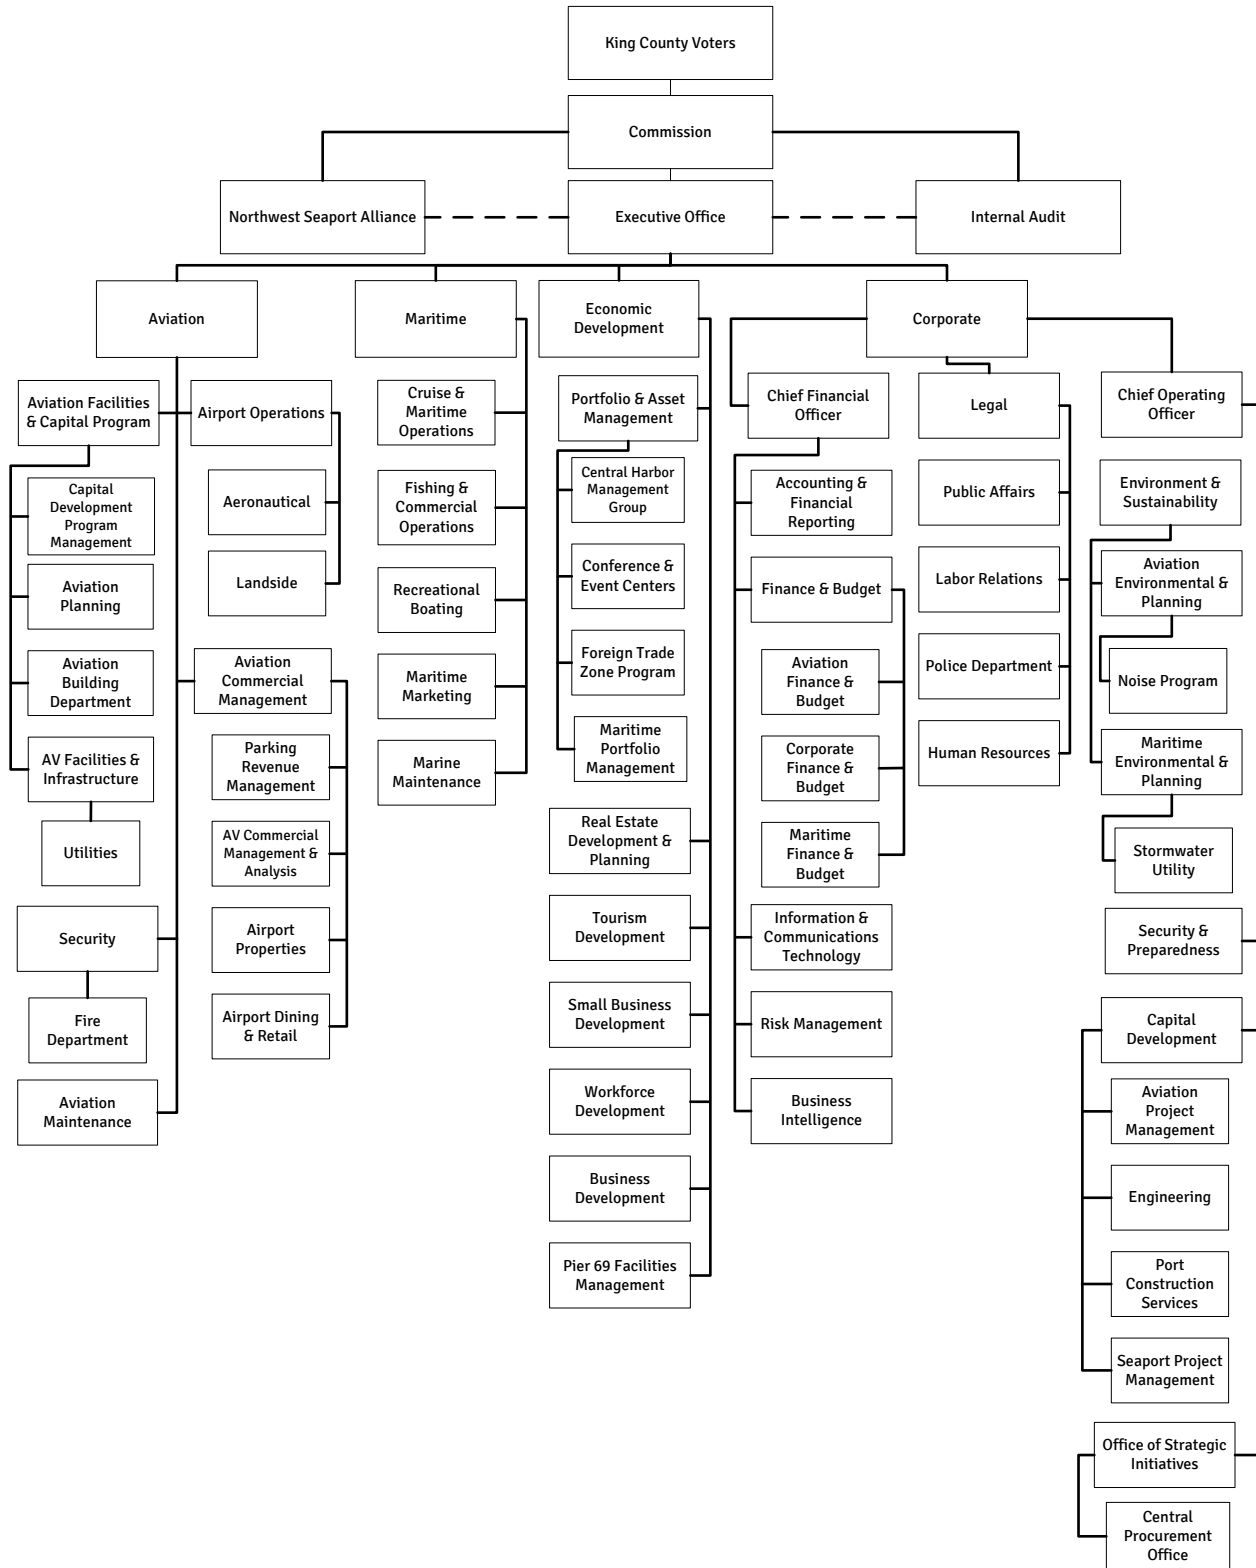 King County Voters
Commission
Northwest Seaport Alliance
Executive Office
Internal Audit
Aviation
Maritime
Economic
Development
Corporate
Aviation Facilities
& Capital Program
Capital
Development
Program
Management
Aviation
Planning
Aviation
Building
Department
AV Facilities &
Infrastructure
Utilities
Security
Fire
Department
Aviation
Maintenance
Airport Operations
Aeronautical
Landside
Aviation
Commercial
Management
Parking
Revenue
Management
AV Commercial
Management &
Analysis
Airport
Properties
Airport Dining
& Retail
Cruise &
Maritime
Operations
Fishing &
Commercial
Operations
Recreational
Boating
Maritime
Marketing
Marine
Maintenance
Portfolio & Asset
Management
Central Harbor
Management
Group
Conference &
Event Centers
Foreign Trade
Zone Program
Maritime
Portfolio
Management
Real Estate
Development &
Planning
Tourism
Development
Small Business
Development
Workforce
Development
Business
Development
Pier 69 Facilities
Management
Chief Financial
Officer
Accounting &
Financial
Reporting
Finance & Budget
Aviation
Finance &
Budget
Corporate
Finance &
Budget
Maritime
Finance &
Budget
Information &
Communications
Technology
Risk Management
Business
Intelligence
Legal
Public Affairs
Labor Relations
Police Department
Human Resources
Chief Operating
Officer
Environment &
Sustainability
Aviation
Environmental &
Planning
Noise Program
Maritime
Environmental &
Planning
Stormwater
Utility
Security &
Preparedness
Capital
Development
Aviation
Project
Management
Engineering
Port
Construction
Services
Seaport Project
Management
Office of Strategic
Initiatives
Central
Procurement
Office